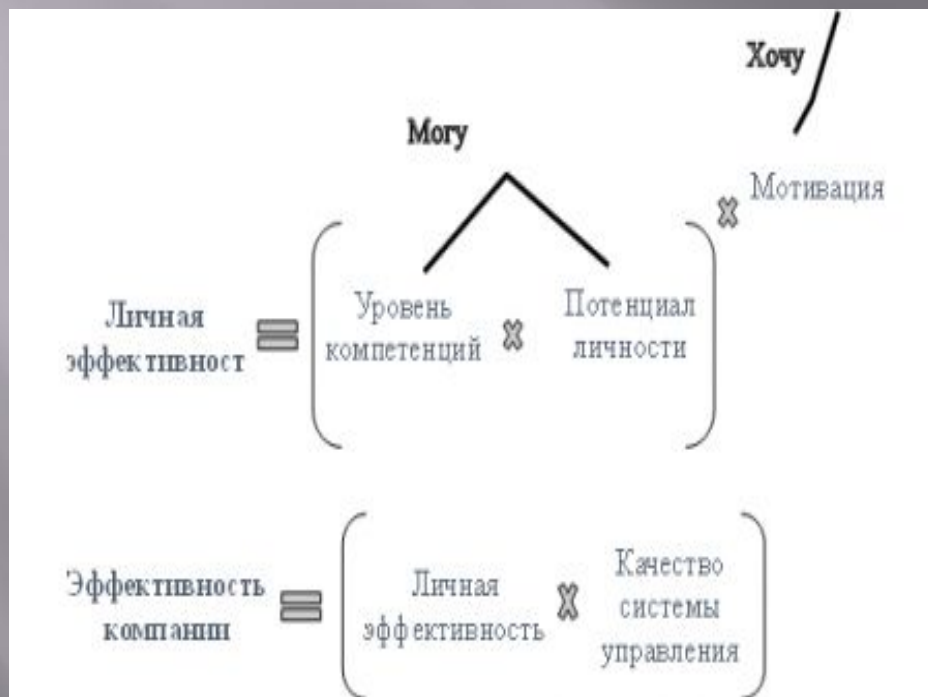 Хочу
Могу
Мотивация
Личная
эффективност
Уровень
компетенций
Потенциал
личности
Эффективность
компании
Личная
эффективность
Качество
системы
управления